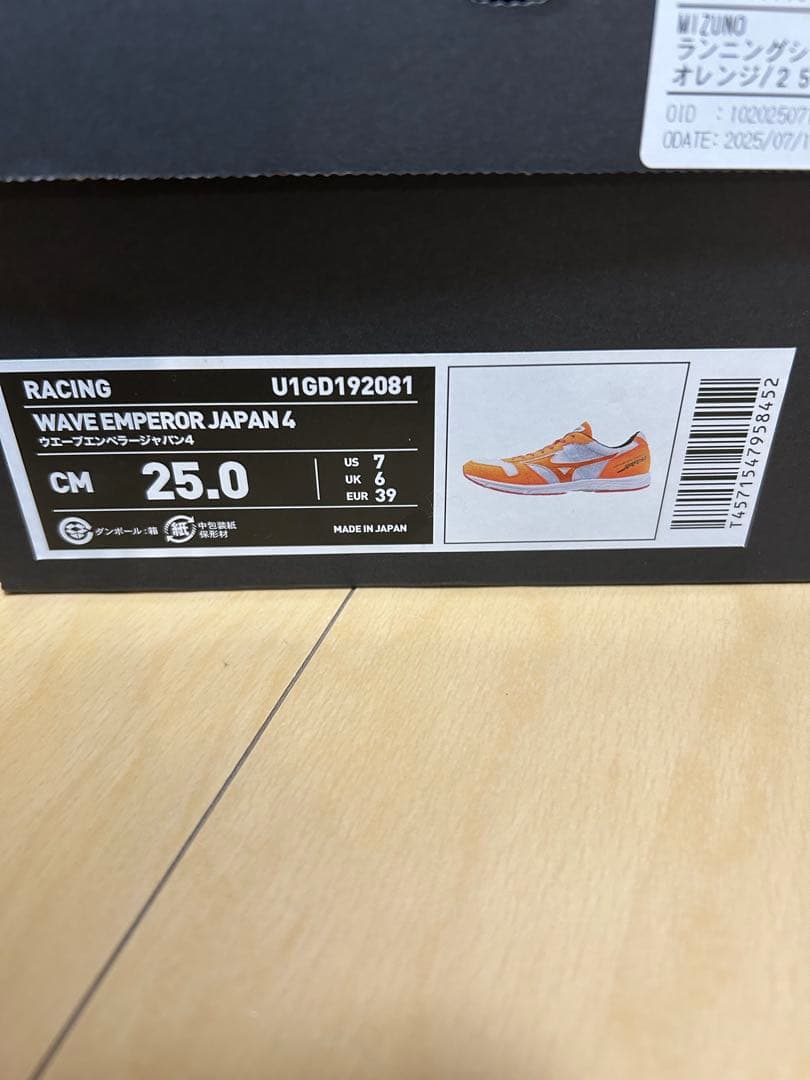 MIZUNO
ランニングシ
オレンジ/25
OID : 10202507
ODATE: 2025/07/1
RACING U1GD192081
WAVE EMPEROR JAPAN 4
ウエーブエンペラージャパン4
CM 25.0
US 7
UK 6
EUR 39
ダンボール:箱 紙 中包装紙
保形材
MADE IN JAPAN
T4571547958452